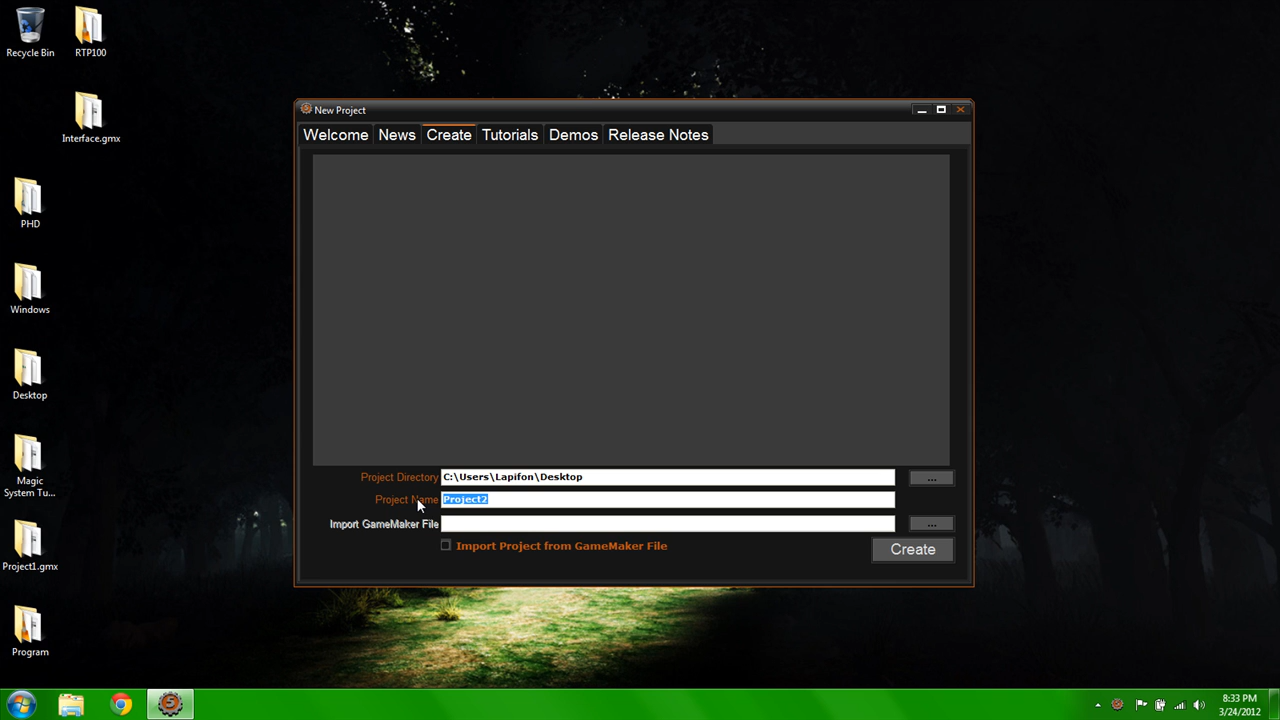 Recycle Bin
RTP100
Interface.gmx
PHD
Windows
Desktop
Magic
System Tu...
Project1.gmx
Program
New Project
Welcome News Create Tutorials Demos Release Notes
Project Directory C:\Users\Lapifon\Desktop ...
Project Name Project2
Import GameMaker File ...
Import Project from GameMaker File
Create
8:33 PM
3/24/2012